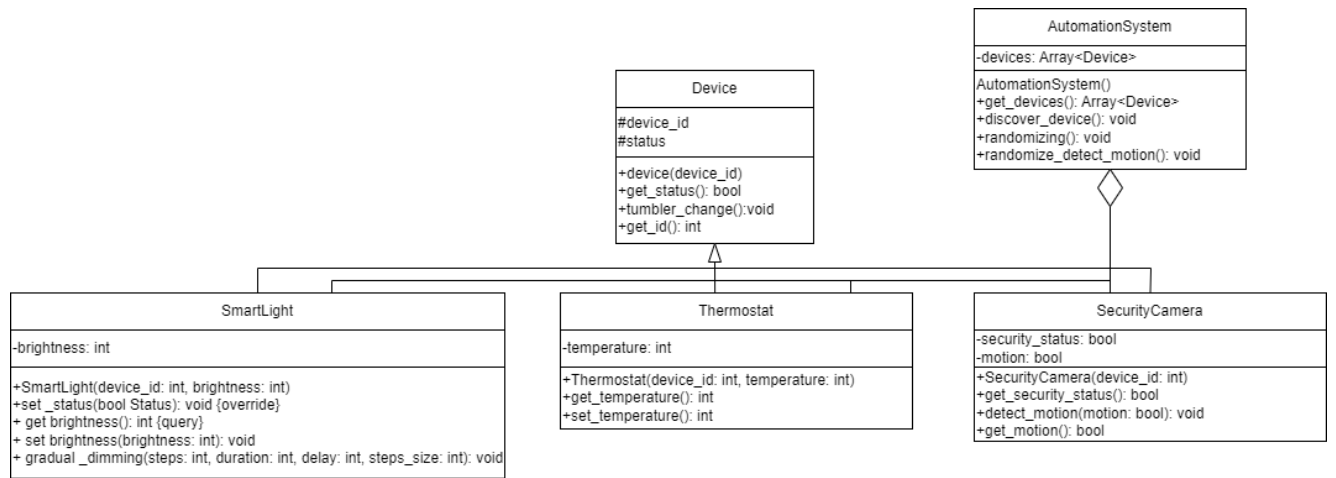 AutomationSystem
-devices: Array<Device>
AutomationSystem()
+get_devices(): Array<Device>
+discover_device(): void
+randomizing(): void
+randomize_detect_motion(): void
Device
#device_id
#status
+device(device_id)
+get_status(): bool
+tumbler_change():void
+get_id(): int
SmartLight
-brightness: int
+SmartLight(device_id: int, brightness: int)
+set _status(bool Status): void {override}
+ get brightness(): int {query}
+ set brightness(brightness: int): void
+ gradual _dimming(steps: int, duration: int, delay: int, steps_size: int): void
Thermostat
-temperature: int
+Thermostat(device_id: int, temperature: int)
+get_temperature(): int
+set_temperature(): int
SecurityCamera
-security_status: bool
-motion: bool
+SecurityCamera(device_id: int)
+get_security_status(): bool
+detect_motion(motion: bool): void
+get_motion(): bool